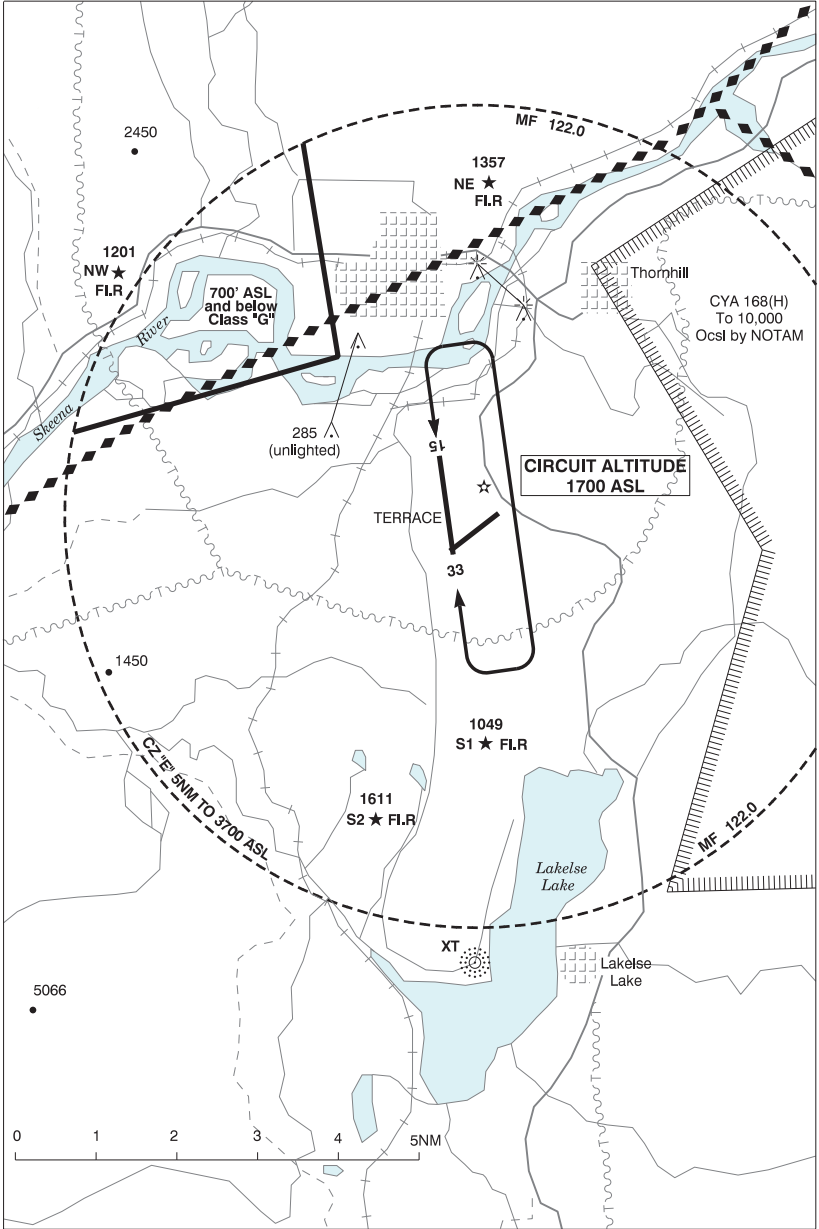 MF 122.0
2450
1357
NE
Fl.R
1201
NW
Fl.R
Thornhill
700' ASL
and below
Class "G"
CYA 168(H)
To 10,000
Ocsl by NOTAM
River
Skeena
285
(unlighted)
15
CIRCUIT ALTITUDE
1700 ASL
TERRACE
33
1450
1049
S1 Fl.R
CZ "E" 5NM TO 3700 ASL
1611
S2 Fl.R
MF 122.0
Lakelse
Lake
XT
Lakelse
Lake
5066
0 1 2 3 4 5NM